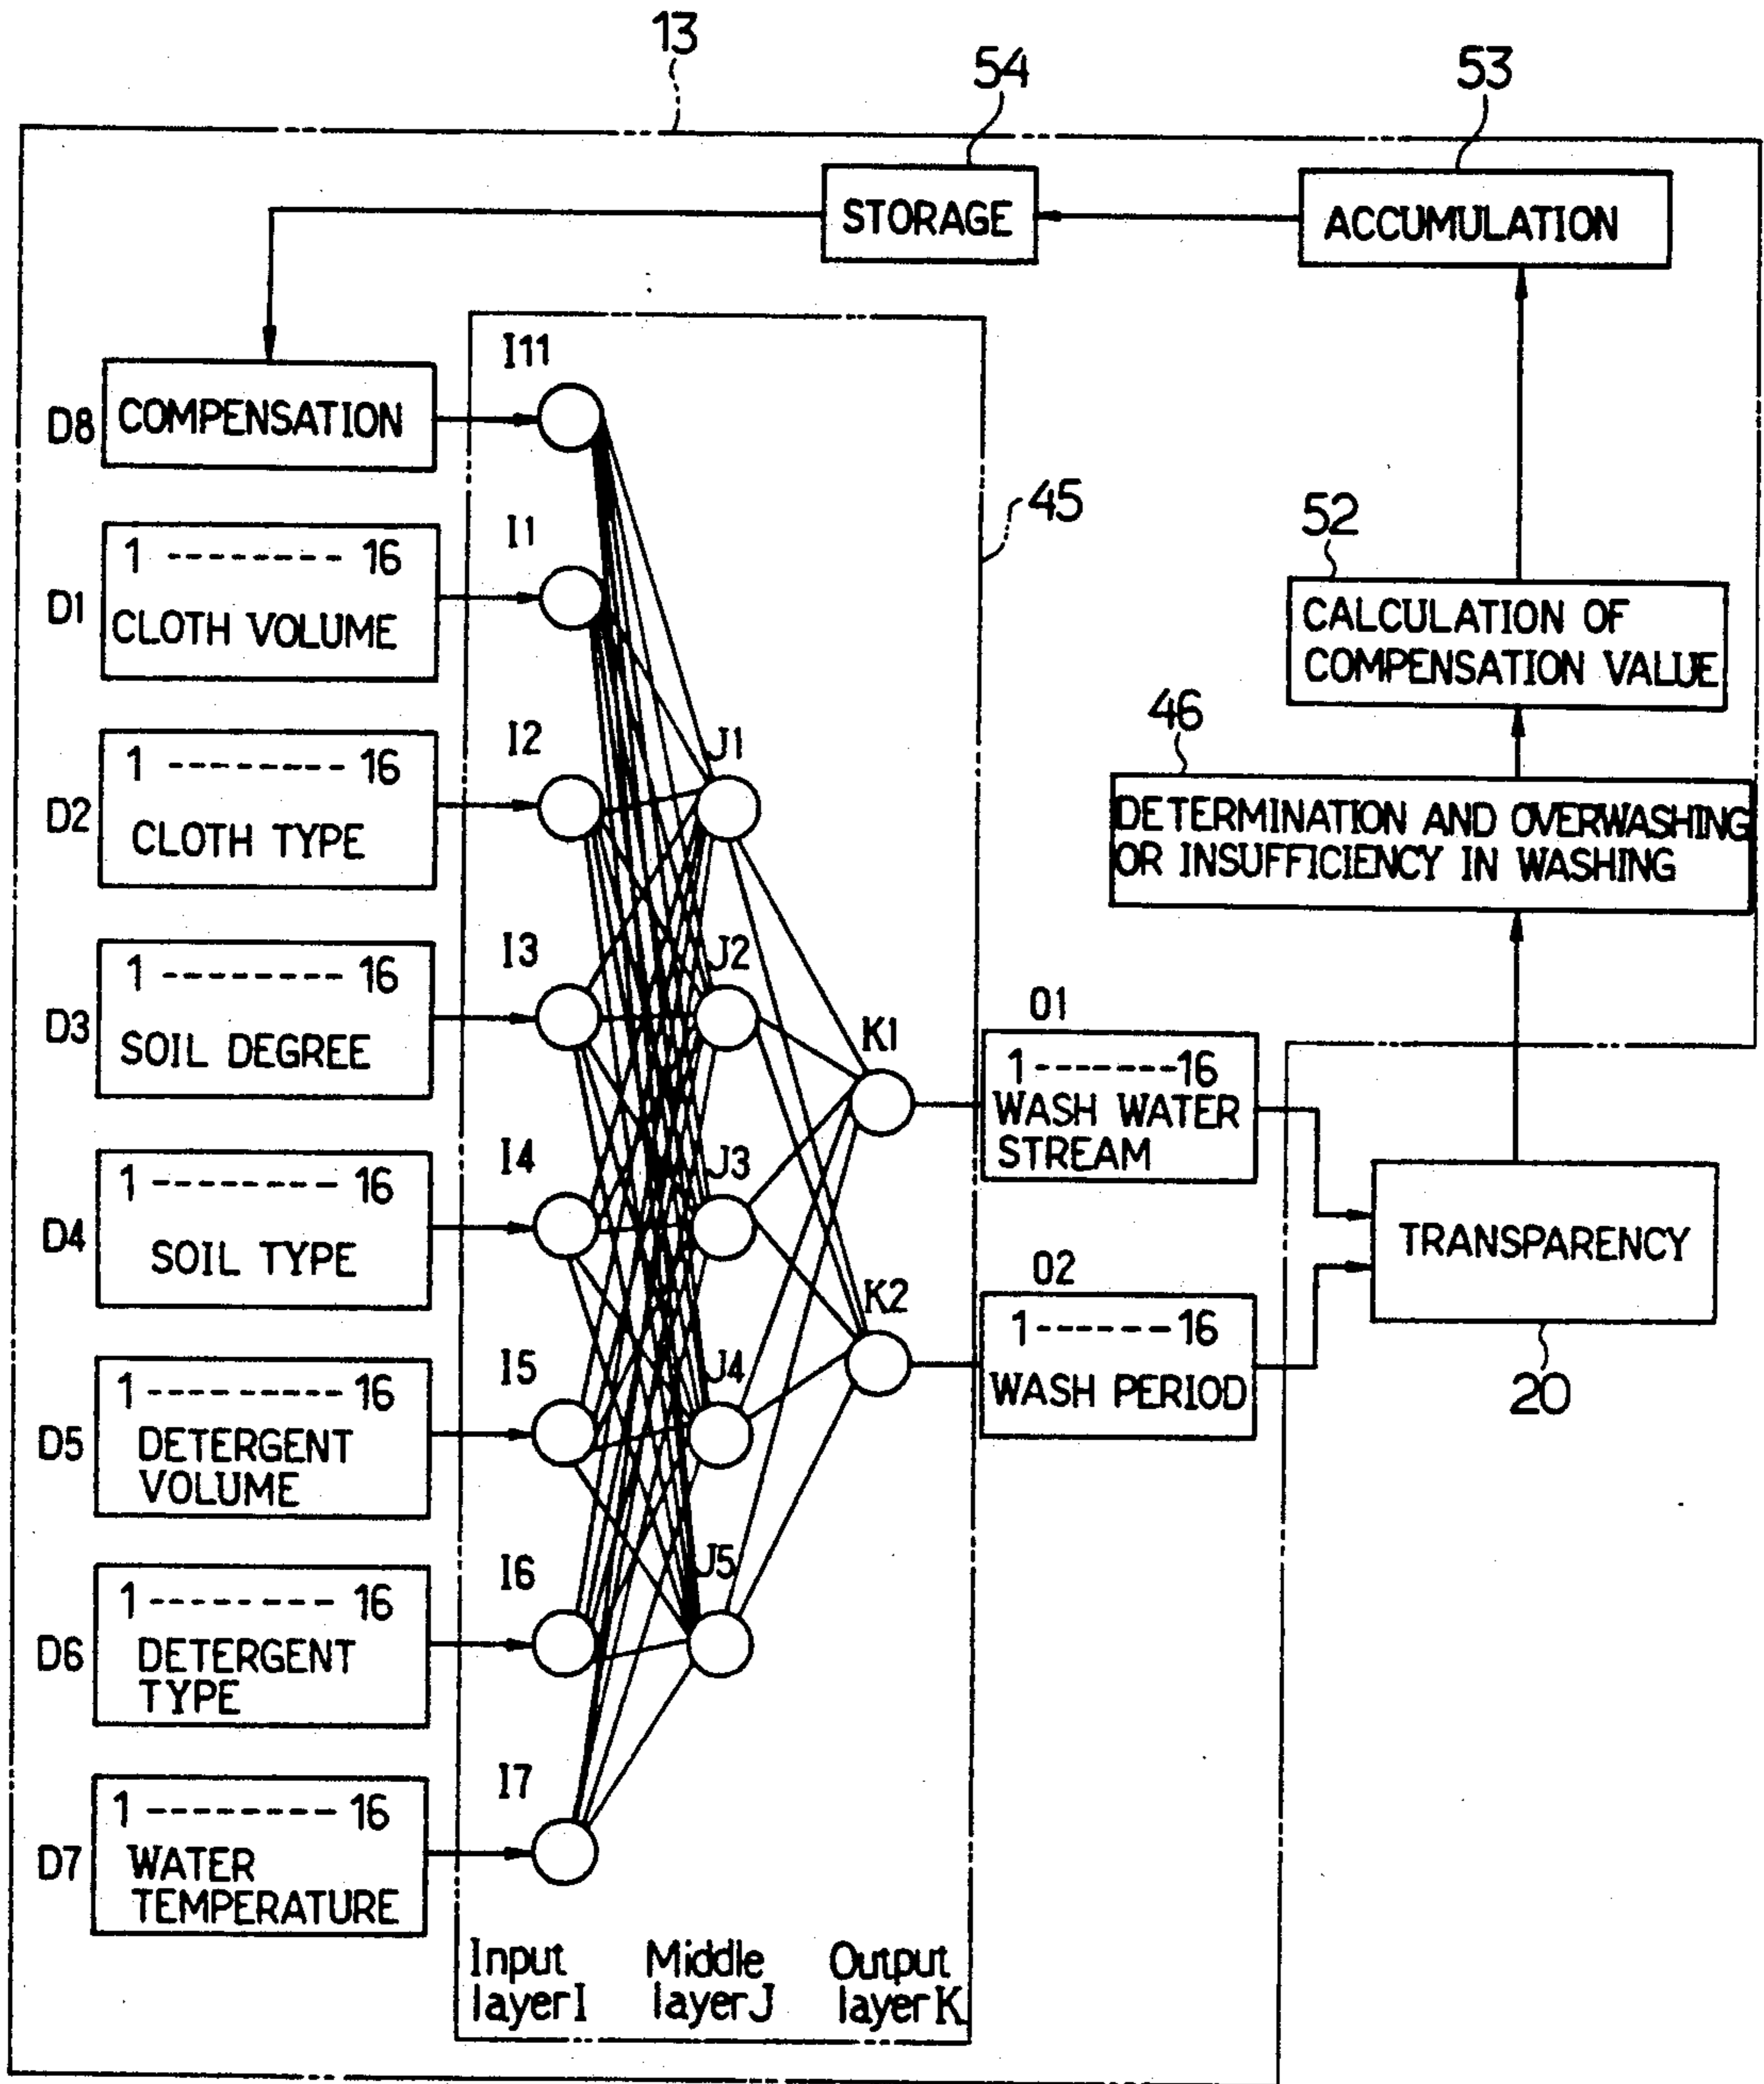 13
54
53
STORAGE
ACCUMULATION
I11
D8
COMPENSATION
45
I1
52
1 -------- 16
D1
CLOTH VOLUME
CALCULATION OF
COMPENSATION VALUE
46
I2
J1
1 -------- 16
D2
CLOTH TYPE
DETERMINATION AND OVERWASHING
OR INSUFFICIENCY IN WASHING
I3
J2
1 -------- 16
D3
SOIL DEGREE
O1
K1
1 ------- 16
WASH WATER
STREAM
I4
J3
1 -------- 16
D4
SOIL TYPE
TRANSPARENCY
O2
K2
1 ------- 16
WASH PERIOD
20
I5
J4
1 --------- 16
D5
DETERGENT
VOLUME
I6
J5
1 -------- 16
D6
DETERGENT
TYPE
I7
1 -------- 16
D7
WATER
TEMPERATURE
Input
layer I
Middle
layer J
Output
layer K